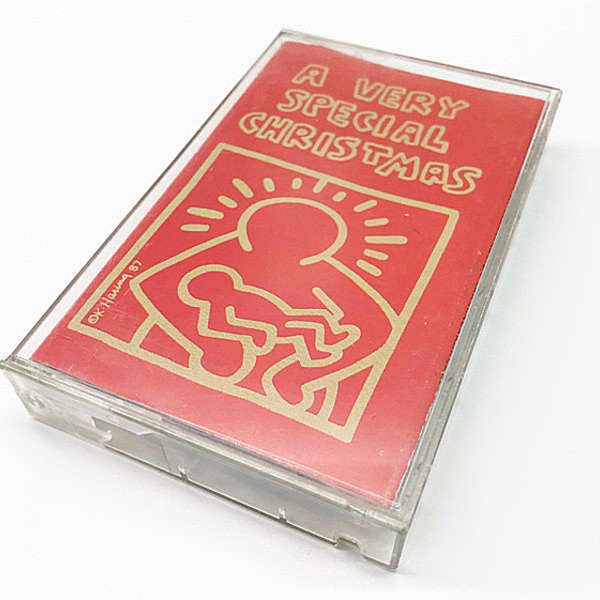 A VERY
SPECIAL
CHRISTMAS
©K. Haring 87